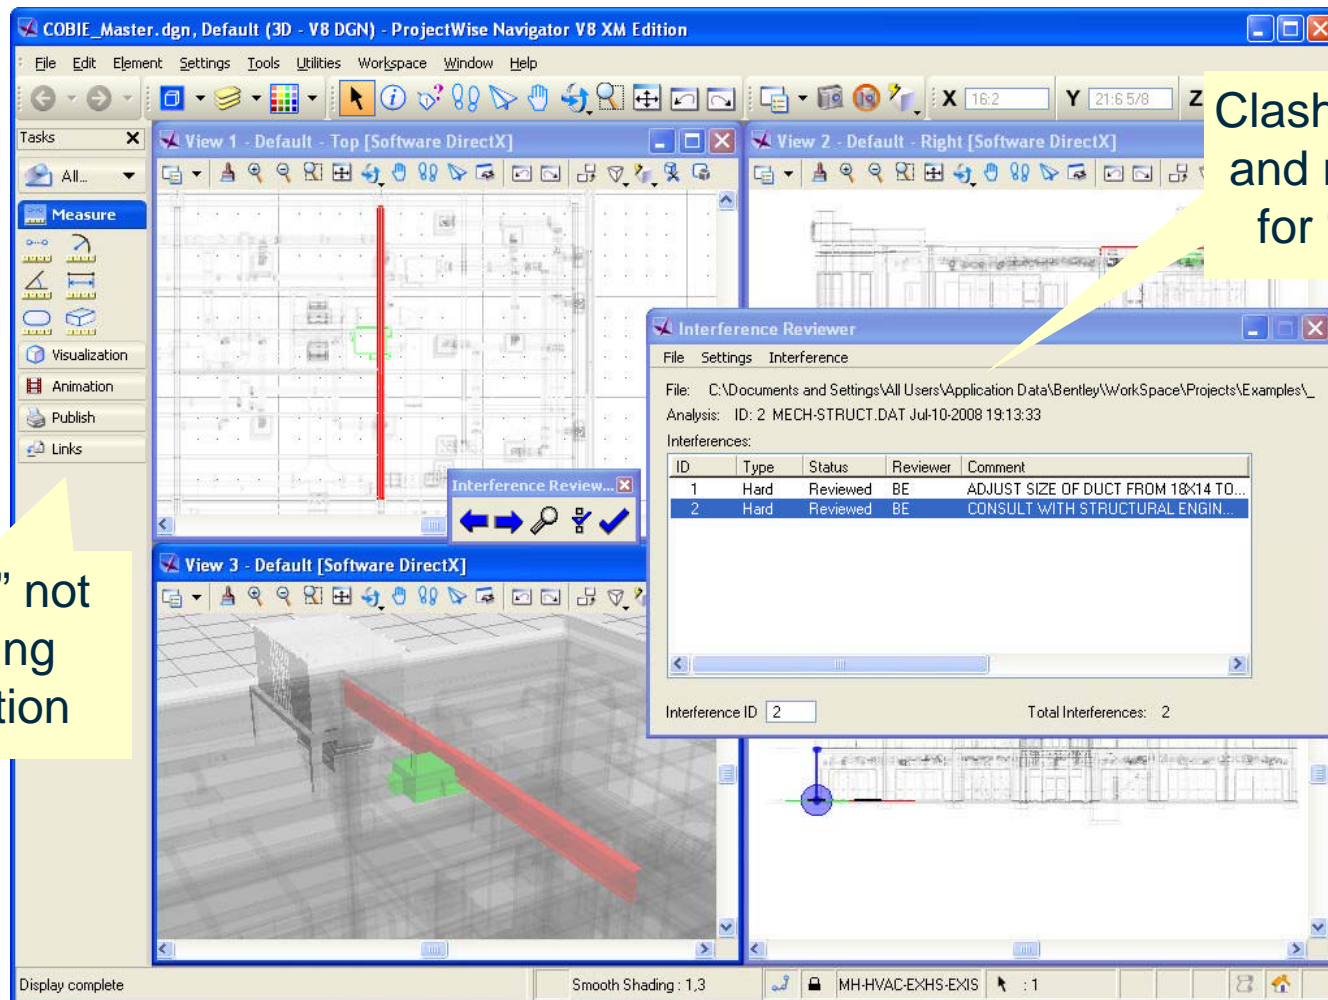 COBIE_Master.dgn, Default (3D - V8 DGN) - ProjectWise Navigator V8 XM Edition
File Edit Element Settings Tools Utilities Workspace Window Help
X 16:2 Y 21:6 5/8 Z
Clash
and
for
Tasks
All...
Measure
Visualization
Animation
Publish
Links
View 1 - Default - Top [Software DirectX]
View 2 - Default - Right [Software DirectX]
Interference Review...
Interference Reviewer
File Settings Interference
File: C:\Documents and Settings\All Users\Application Data\Bentley\WorkSpace\Projects\Examples\_
Analysis: ID: 2 MECH-STRUCT.DAT Jul-10-2008 19:13:33
Interferences:
ID Type Status Reviewer Comment
1 Hard Reviewed BE ADJUST SIZE OF DUCT FROM 18X14 TO...
2 Hard Reviewed BE CONSULT WITH STRUCTURAL ENGIN...
Interference ID 2 Total Interferences: 2
” not
ng
tion
View 3 - Default [Software DirectX]
Display complete
Smooth Shading : 1,3
MH-HVAC-EXHS-EXIS : 1